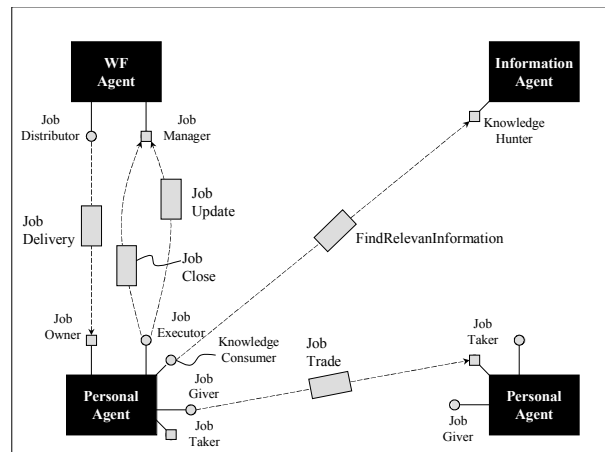 WF
Agent
Information
Agent
Job
Distributor
Job
Manager
Knowledge
Hunter
Job
Update
Job
Delivery
FindRelevanInformation
Job
Close
Job
Owner
Job
Executor
Knowledge
Consumer
Job
Trade
Job
Taker
Personal
Agent
Job
Giver
Job
Taker
Personal
Agent
Job
Giver